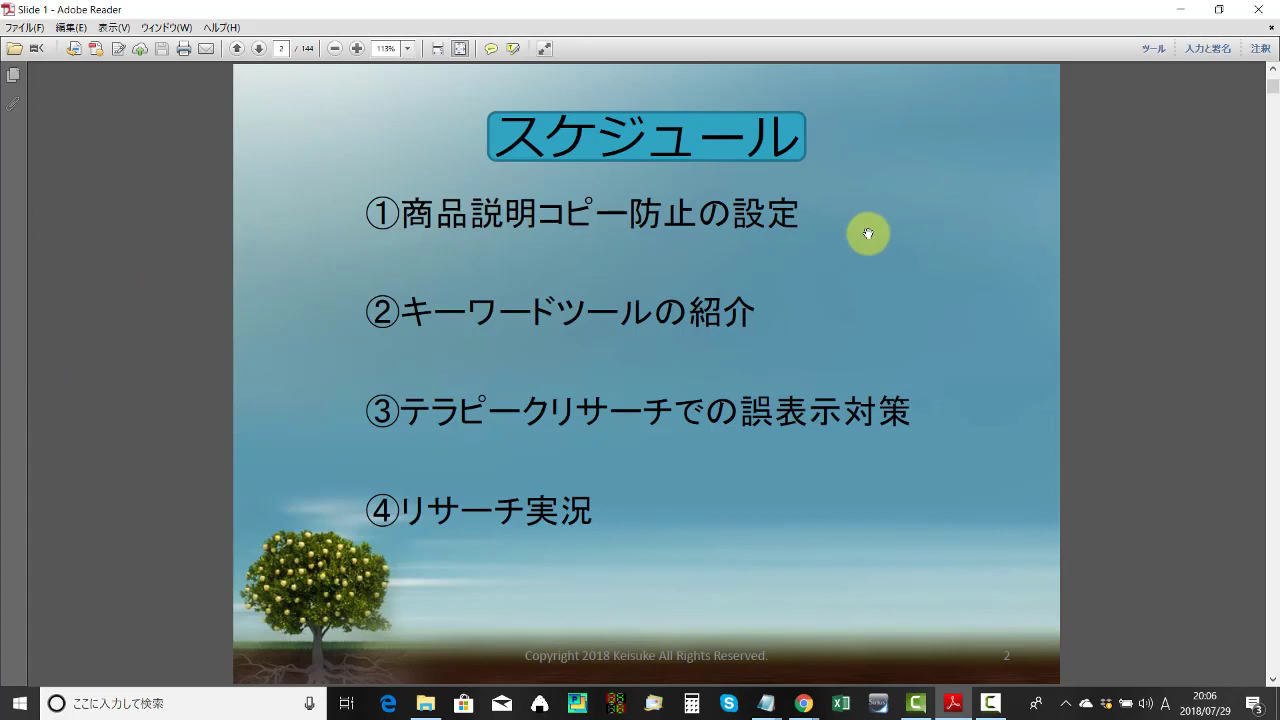 Slide 1 - Adobe Reader
ファイル(F) 編集(E) 表示(V) ウィンドウ(W) ヘルプ(H)
2 / 144 113% ツール 入力と署名 注釈
スケジュール
①商品説明コピー防止の設定
②キーワードツールの紹介
③テラピークリサーチでの誤表示対策
④リサーチ実況
Copyright 2018 Keisuke All Rights Reserved. 2
ここに入力して検索
A 20:06
2018/07/29
3